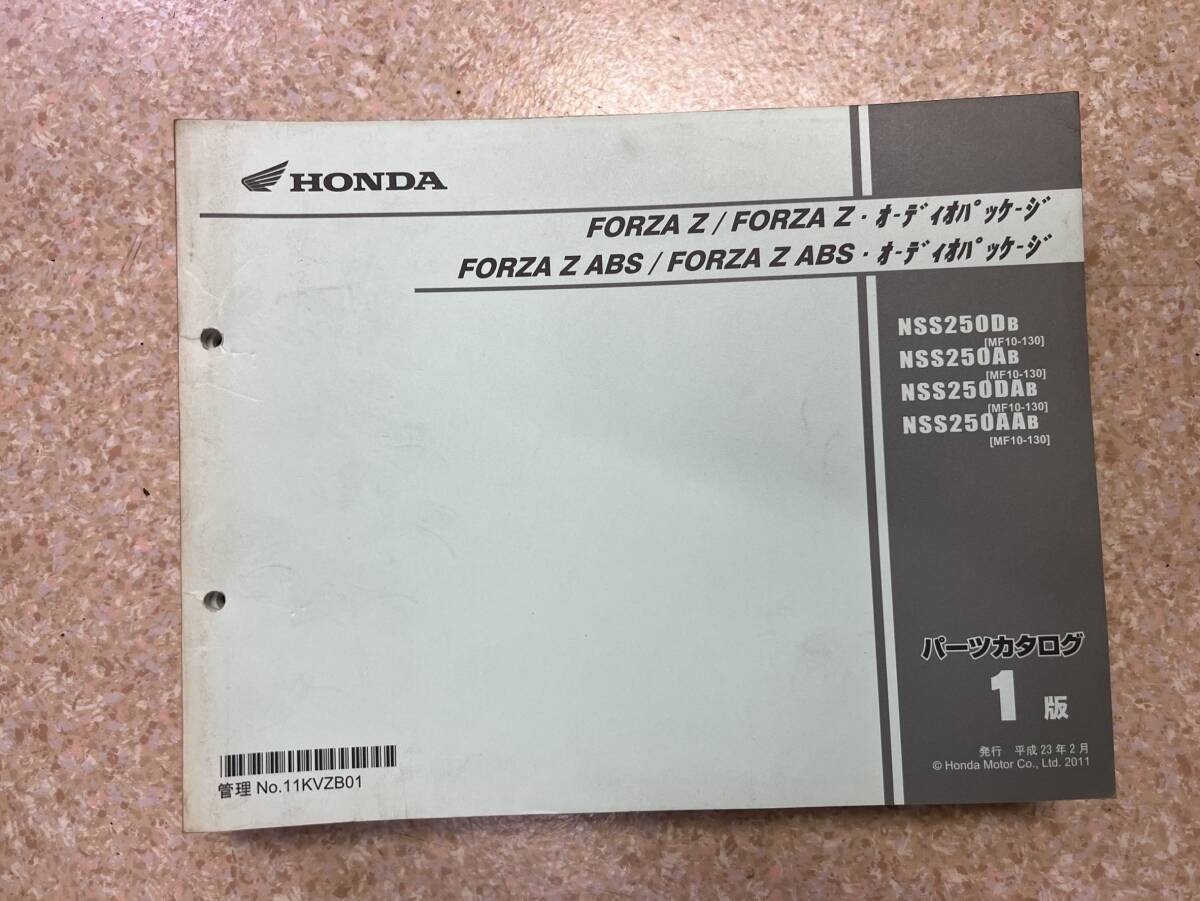 HONDA
FORZA Z / FORZA Z・ｵｰﾃﾞｨｵﾊﾟｯｹｰｼﾞ
FORZA Z ABS / FORZA Z ABS・ｵｰﾃﾞｨｵﾊﾟｯｹｰｼﾞ
NSS250DB
[MF10-130]
NSS250AB
[MF10-130]
NSS250DAB
[MF10-130]
NSS250AAB
[MF10-130]
パーツカタログ
1 版
発行 平成 23 年 2 月
© Honda Motor Co., Ltd. 2011
管理 No.11KVZB01